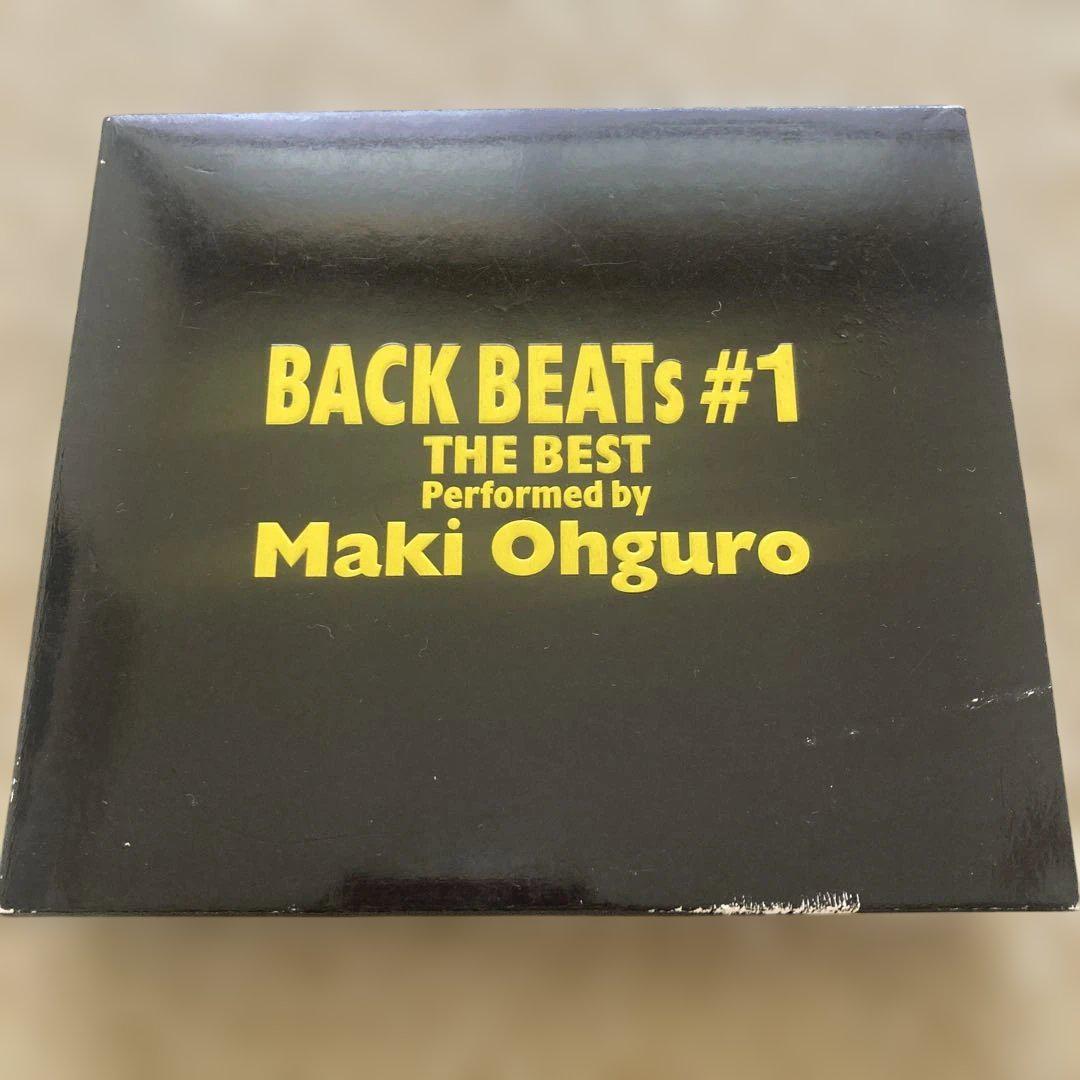 BACK BEATs #1
THE BEST
Performed by
Maki Ohguro